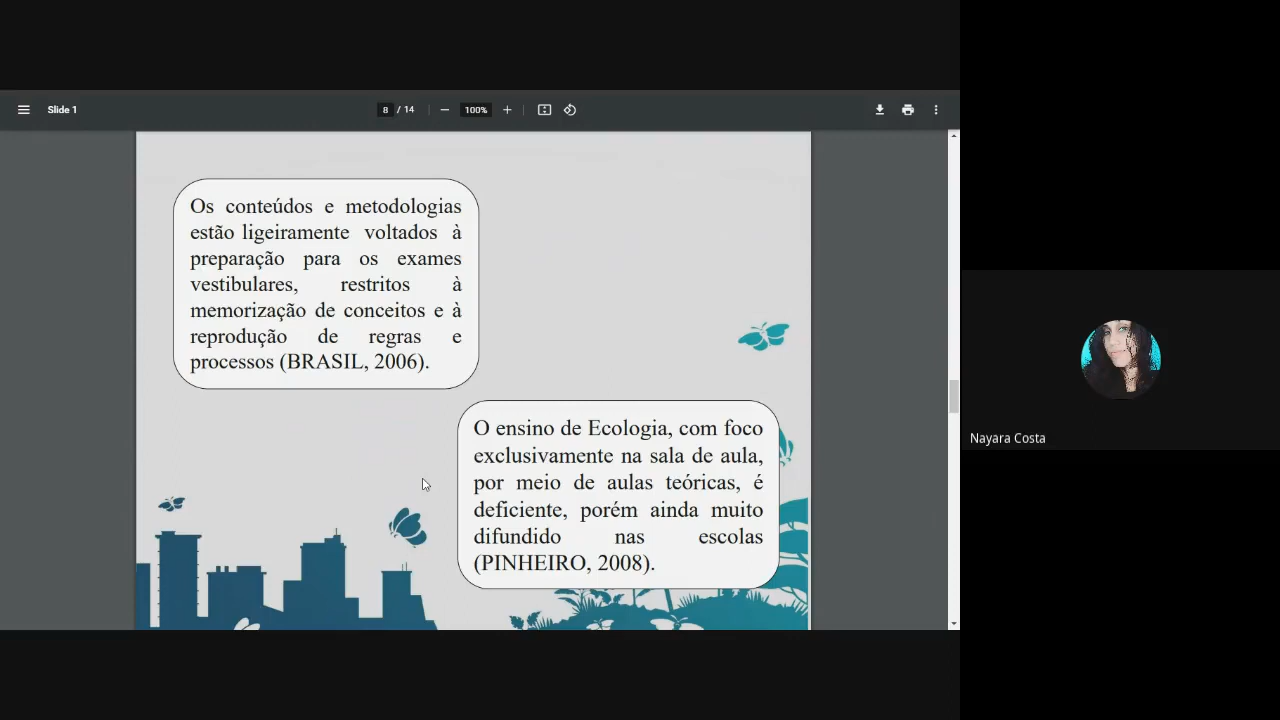 Slide 1
8 / 14
100%
Os conteúdos e metodologias
estão ligeiramente voltados à
preparação para os exames
vestibulares, restritos à
memorização de conceitos e à
reprodução de regras e
processos (BRASIL, 2006).
O ensino de Ecologia, com foco
exclusivamente na sala de aula,
por meio de aulas teóricas, é
deficiente, porém ainda muito
difundido nas escolas
(PINHEIRO, 2008).
Nayara Costa